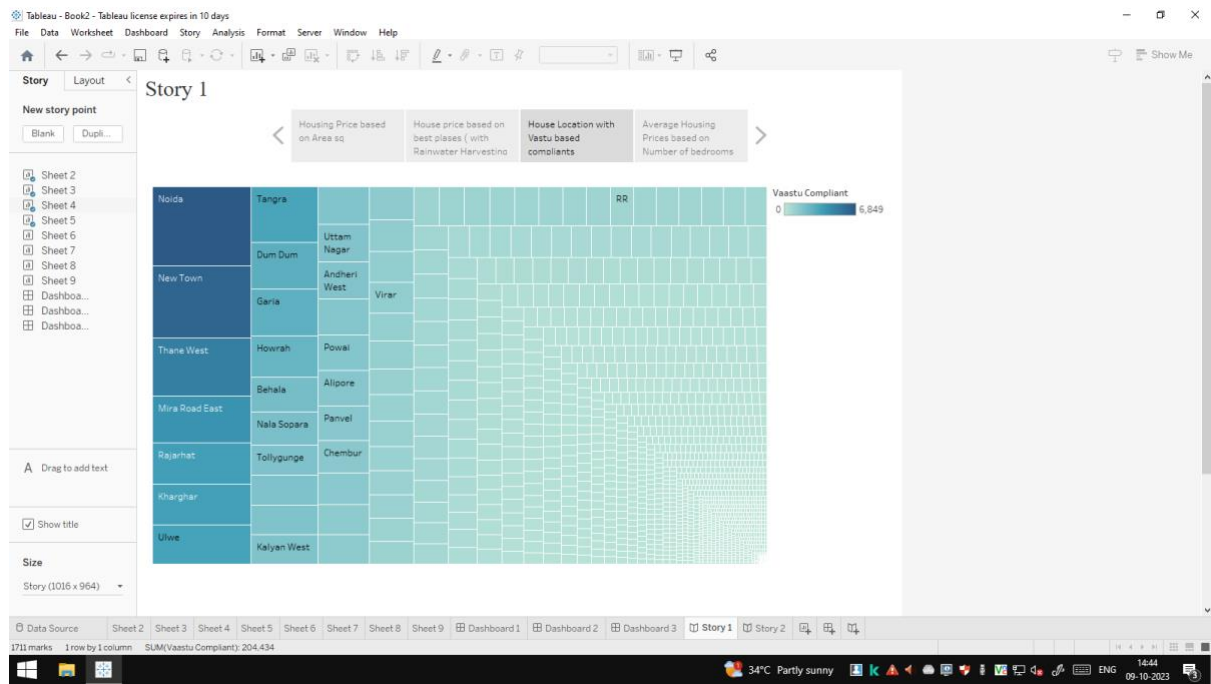 Tableau - Book2 - Tableau license expires in 10 days
File Data Worksheet Dashboard Story Analysis Format Server Window Help
Show Me
Story Layout
New story point
Blank Dupli...
Sheet 2
Sheet 3
Sheet 4
Sheet 5
Sheet 6
Sheet 7
Sheet 8
Sheet 9
Dashboa...
Dashboa...
Dashboa...
A Drag to add text
Show title
Size
Story (1016 x 964)
Story 1
Housing Price based
on Area sq
House price based on
best plases ( with
Rainwater Harvesting
House Location with
Vastu based
compliants
Average Housing
Prices based on
Number of bedrooms
Noida
New Town
Thane West
Mira Road East
Rajarhat
Kharghar
Ulwe
Tangra
Dum Dum
Garia
Howrah
Behala
Nala Sopara
Tollygunge
Kalyan West
Uttam
Nagar
Andheri
West
Powai
Alipore
Panvel
Chembur
Virar
RR
Vaastu Compliant
0 6,849
Data Source Sheet 2 Sheet 3 Sheet 4 Sheet 5 Sheet 6 Sheet 7 Sheet 8 Sheet 9 Dashboard 1 Dashboard 2 Dashboard 3 Story 1 Story 2
1711 marks 1 row by 1 column SUM(Vaastu Compliant): 204,434
34°C Partly sunny ENG 14:44
09-10-2023